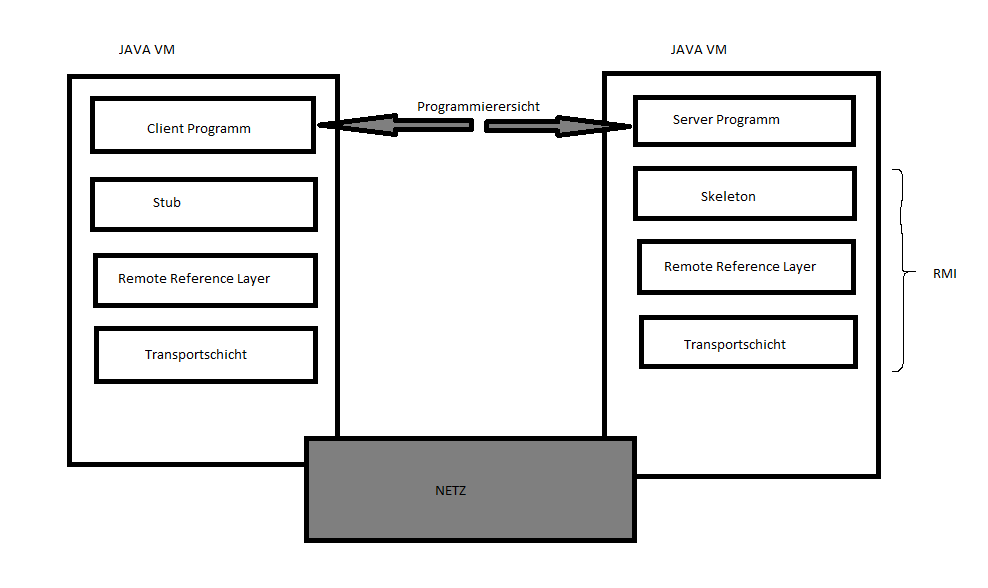 JAVA VM
JAVA VM
Programmierersicht
Client Programm
Server Programm
Stub
Skeleton
Remote Reference Layer
Remote Reference Layer
RMI
Transportschicht
Transportschicht
NETZ